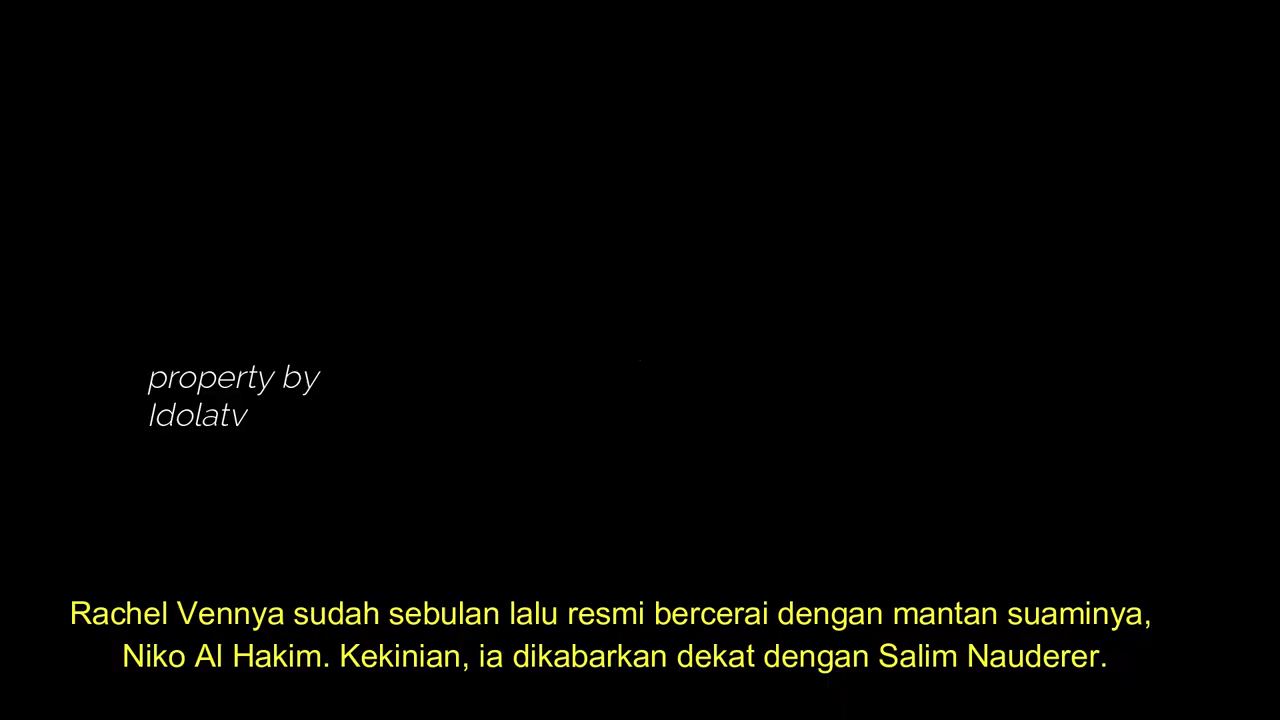 property by
Idolatv
Rachel Vennya sudah sebulan lalu resmi bercerai dengan mantan suaminya,
Niko Al Hakim. Kekinian, ia dikabarkan dekat dengan Salim Nauderer.